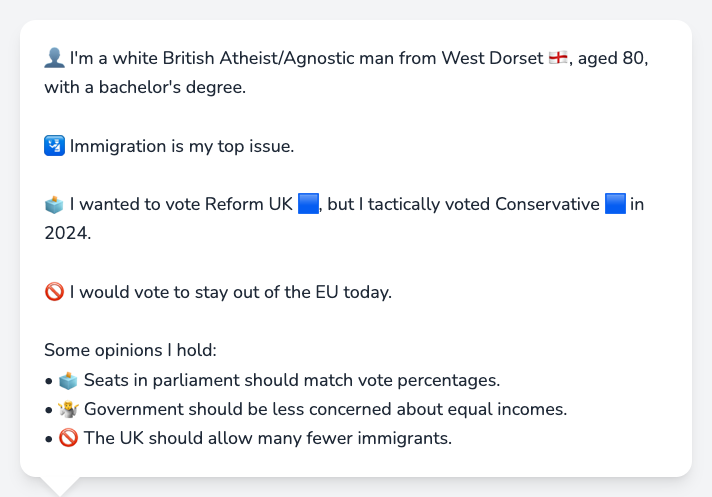 👤 I'm a white British Atheist/Agnostic man from West Dorset 🏴󠁧󠁢󠁥󠁮󠁧󠁿, aged 80,
with a bachelor's degree.
🛂 Immigration is my top issue.
🗳️ I wanted to vote Reform UK 🟦, but I tactically voted Conservative 🟦 in
2024.
🚫 I would vote to stay out of the EU today.
Some opinions I hold:
• 🗳️ Seats in parliament should match vote percentages.
• 🤷 Government should be less concerned about equal incomes.
• 🚫 The UK should allow many fewer immigrants.